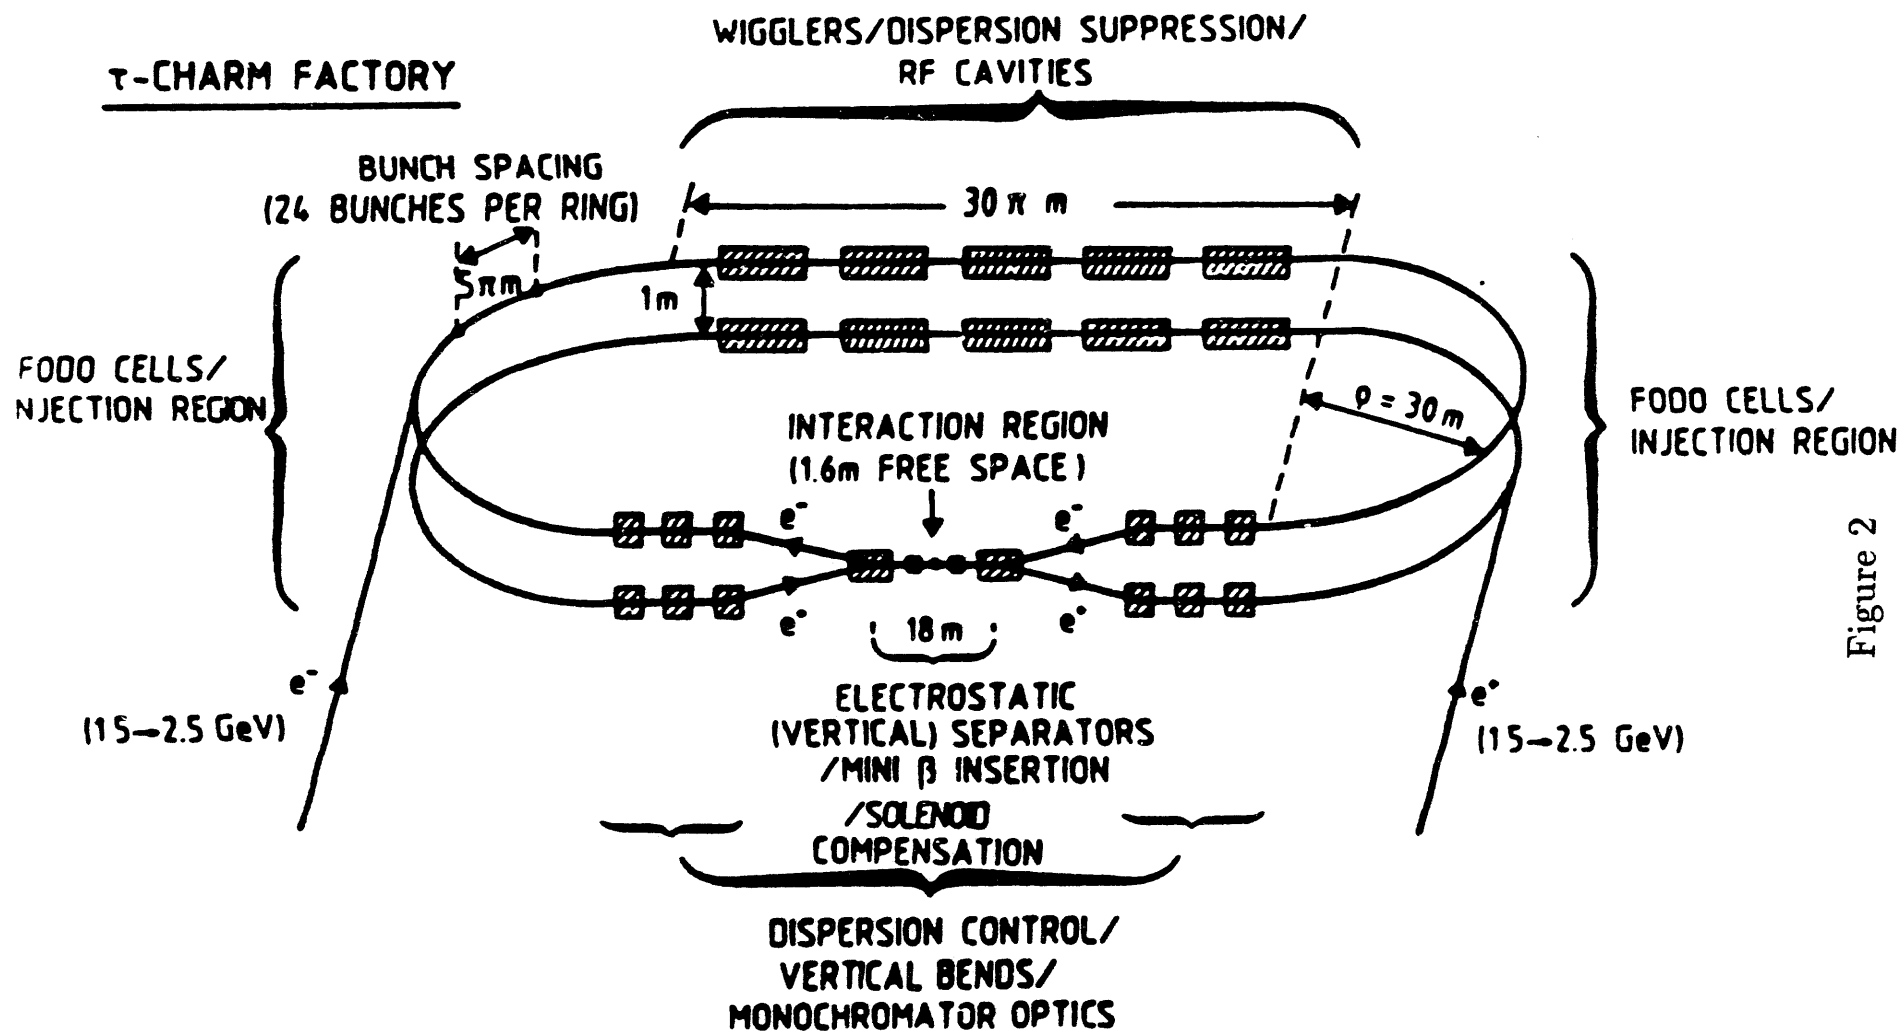 WIGGLERS/DISPERSION SUPPRESSION/
RF CAVITIES
τ-CHARM FACTORY
BUNCH SPACING
(24 BUNCHES PER RING)
5πm
30π m
1m
FODO CELLS/
NJECTION REGION
ρ = 30m
FODO CELLS/
INJECTION REGION
INTERACTION REGION
(1.6m FREE SPACE)
e⁻
e⁻
e⁺
e⁺
18m
e⁻
(15→2.5 GeV)
e⁺
(15→2.5 GeV)
ELECTROSTATIC
(VERTICAL) SEPARATORS
/MINI β INSERTION
/SOLENOID
COMPENSATION
DISPERSION CONTROL/
VERTICAL BENDS/
MONOCHROMATOR OPTICS
Figure 2